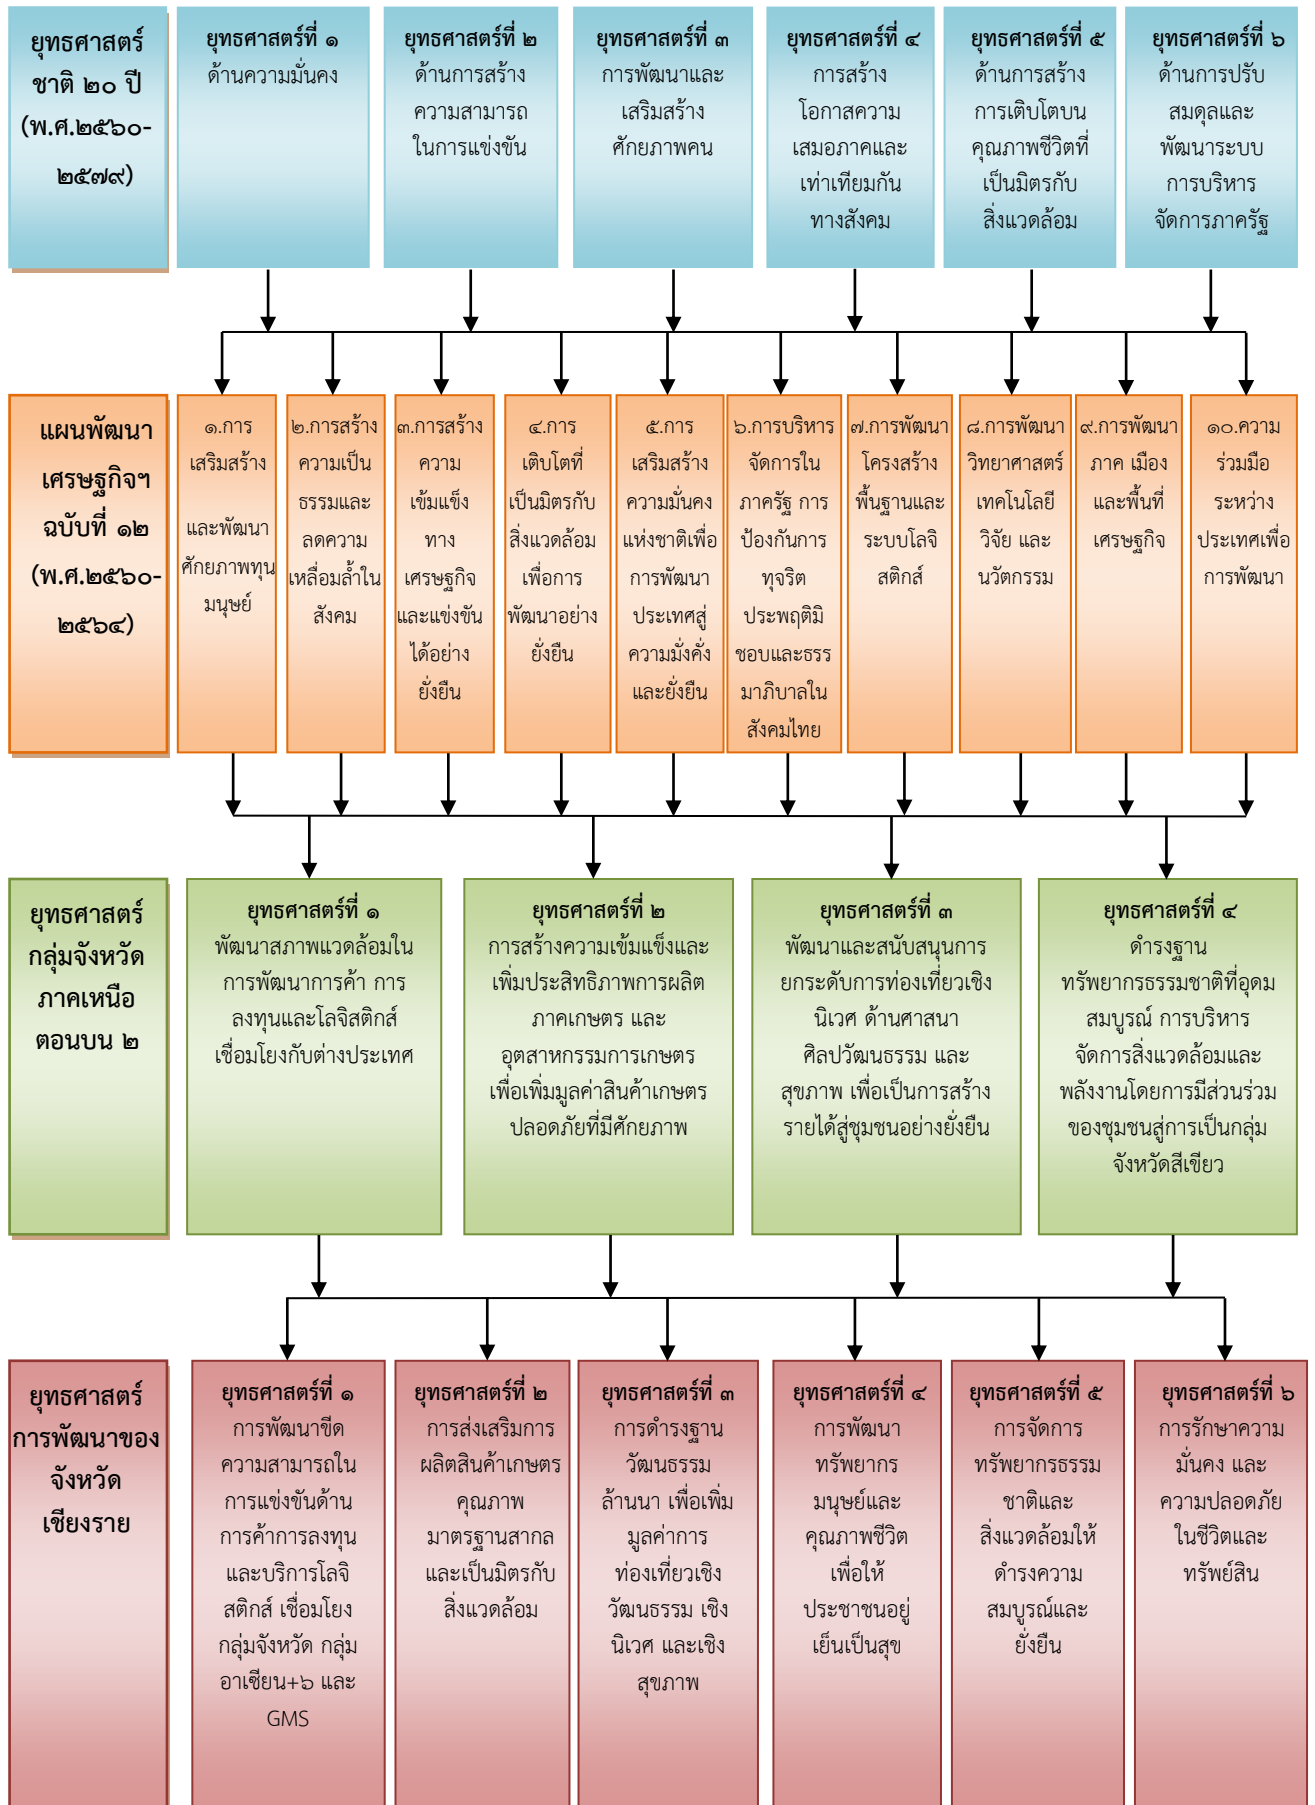 ยุทธศาสตร์
ชาติ ๒๐ ปี
(พ.ศ.๒๕๖๐-
๒๕๗๙)
ยุทธศาสตร์ที่ ๑
ด้านความมั่นคง
ยุทธศาสตร์ที่ ๒
ด้านการสร้าง
ความสามารถ
ในการแข่งขัน
ยุทธศาสตร์ที่ ๓
การพัฒนาและ
เสริมสร้าง
ศักยภาพคน
ยุทธศาสตร์ที่ ๔
การสร้าง
โอกาสความ
เสมอภาคและ
เท่าเทียมกัน
ทางสังคม
ยุทธศาสตร์ที่ ๕
ด้านการสร้าง
การเติบโตบน
คุณภาพชีวิตที่
เป็นมิตรกับ
สิ่งแวดล้อม
ยุทธศาสตร์ที่ ๖
ด้านการปรับ
สมดุลและ
พัฒนาระบบ
การบริหาร
จัดการภาครัฐ
แผนพัฒนา
เศรษฐกิจฯ
ฉบับที่ ๑๒
(พ.ศ.๒๕๖๐-
๒๕๖๔)
๑.การ
เสริมสร้าง
และพัฒนา
ศักยภาพทุน
มนุษย์
๒.การสร้าง
ความเป็น
ธรรมและ
ลดความ
เหลื่อมล้ำใน
สังคม
๓.การสร้าง
ความ
เข้มแข็ง
ทาง
เศรษฐกิจ
และแข่งขัน
ได้อย่าง
ยั่งยืน
๔.การ
เติบโตที่
เป็นมิตรกับ
สิ่งแวดล้อม
เพื่อการ
พัฒนาอย่าง
ยั่งยืน
๕.การ
เสริมสร้าง
ความมั่นคง
แห่งชาติเพื่อ
การพัฒนา
ประเทศสู่
ความมั่งคั่ง
และยั่งยืน
๖.การบริหาร
จัดการใน
ภาครัฐ การ
ป้องกันการ
ทุจริต
ประพฤติมิ
ชอบและธรร
มาภิบาลใน
สังคมไทย
๗.การพัฒนา
โครงสร้าง
พื้นฐานและ
ระบบโลจิ
สติกส์
๘.การพัฒนา
วิทยาศาสตร์
เทคโนโลยี
วิจัย และ
นวัตกรรม
๙.การพัฒนา
ภาค เมือง
และพื้นที่
เศรษฐกิจ
๑๐.ความ
ร่วมมือ
ระหว่าง
ประเทศเพื่อ
การพัฒนา
ยุทธศาสตร์
กลุ่มจังหวัด
ภาคเหนือ
ตอนบน ๒
ยุทธศาสตร์ที่ ๑
พัฒนาสภาพแวดล้อมใน
การพัฒนาการค้า การ
ลงทุนและโลจิสติกส์
เชื่อมโยงกับต่างประเทศ
ยุทธศาสตร์ที่ ๒
การสร้างความเข้มแข็งและ
เพิ่มประสิทธิภาพการผลิต
ภาคเกษตร และ
อุตสาหกรรมการเกษตร
เพื่อเพิ่มมูลค่าสินค้าเกษตร
ปลอดภัยที่มีศักยภาพ
ยุทธศาสตร์ที่ ๓
พัฒนาและสนับสนุนการ
ยกระดับการท่องเที่ยวเชิง
นิเวศ ด้านศาสนา
ศิลปวัฒนธรรม และ
สุขภาพ เพื่อเป็นการสร้าง
รายได้สู่ชุมชนอย่างยั่งยืน
ยุทธศาสตร์ที่ ๔
ดำรงฐาน
ทรัพยากรธรรมชาติที่อุดม
สมบูรณ์ การบริหาร
จัดการสิ่งแวดล้อมและ
พลังงานโดยการมีส่วนร่วม
ของชุมชนสู่การเป็นกลุ่ม
จังหวัดสีเขียว
ยุทธศาสตร์
การพัฒนาของ
จังหวัด
เชียงราย
ยุทธศาสตร์ที่ ๑
การพัฒนาขีด
ความสามารถใน
การแข่งขันด้าน
การค้าการลงทุน
และบริการโลจิ
สติกส์ เชื่อมโยง
กลุ่มจังหวัด กลุ่ม
อาเซียน+๖ และ
GMS
ยุทธศาสตร์ที่ ๒
การส่งเสริมการ
ผลิตสินค้าเกษตร
คุณภาพ
มาตรฐานสากล
และเป็นมิตรกับ
สิ่งแวดล้อม
ยุทธศาสตร์ที่ ๓
การดำรงฐาน
วัฒนธรรม
ล้านนา เพื่อเพิ่ม
มูลค่าการ
ท่องเที่ยวเชิง
วัฒนธรรม เชิง
นิเวศ และเชิง
สุขภาพ
ยุทธศาสตร์ที่ ๔
การพัฒนา
ทรัพยากร
มนุษย์และ
คุณภาพชีวิต
เพื่อให้
ประชาชนอยู่
เย็นเป็นสุข
ยุทธศาสตร์ที่ ๕
การจัดการ
ทรัพยากรธรรม
ชาติและ
สิ่งแวดล้อมให้
ดำรงความ
สมบูรณ์และ
ยั่งยืน
ยุทธศาสตร์ที่ ๖
การรักษาความ
มั่นคง และ
ความปลอดภัย
ในชีวิตและ
ทรัพย์สิน